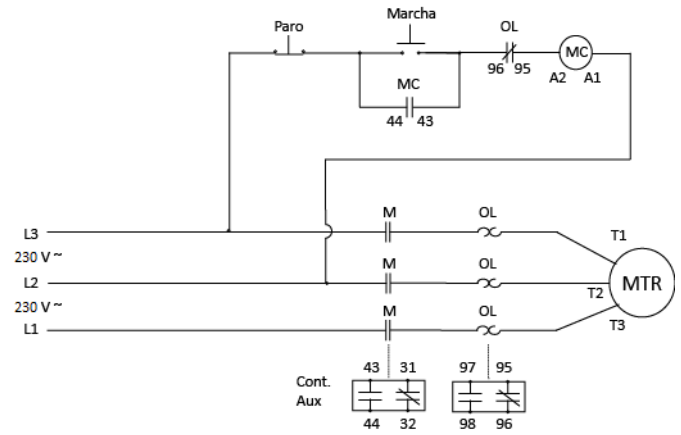 Paro
Marcha
OL
MC
96 95
A2 A1
MC
44 43
L3
230 V ~
L2
230 V ~
L1
M
OL
M
OL
M
OL
T1
T2
T3
MTR
Cont.
Aux
43 31
44 32
97 95
98 96